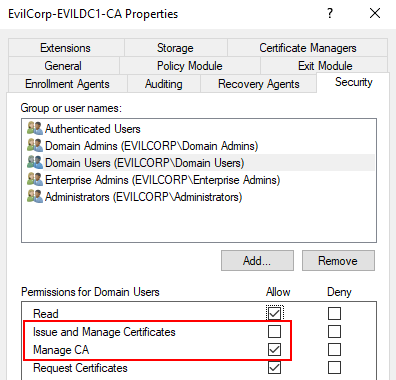 EvilCorp-EVILDC1-CA Properties
Extensions Storage Certificate Managers
General Policy Module Exit Module
Enrollment Agents Auditing Recovery Agents Security
Group or user names:
Authenticated Users
Domain Admins (EVILCORP\Domain Admins)
Domain Users (EVILCORP\Domain Users)
Enterprise Admins (EVILCORP\Enterprise Admins)
Administrators (EVILCORP\Administrators)
Add... Remove
Permissions for Domain Users Allow Deny
Read
Issue and Manage Certificates
Manage CA
Request Certificates